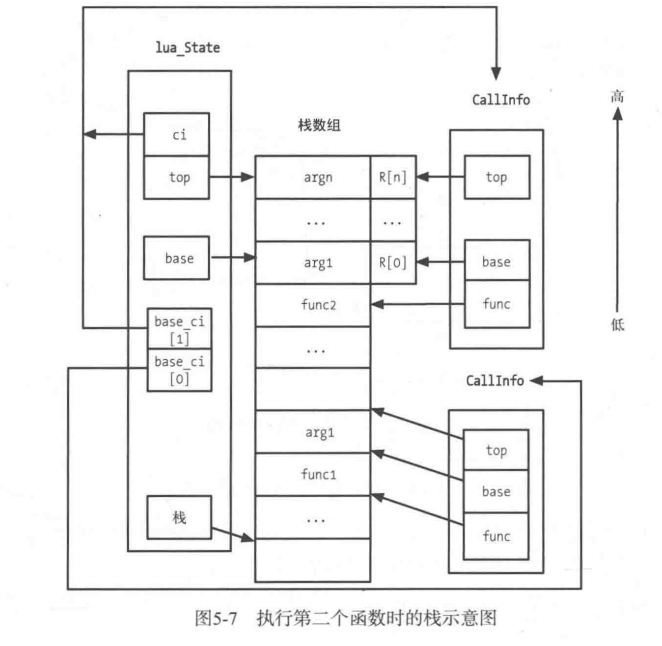 lua_State
CallInfo
高
栈数组
ci
top
argn
R[n]
top
...
...
base
arg1
R[0]
base
func2
func
低
base_ci
[1]
...
base_ci
[0]
CallInfo
arg1
top
func1
base
栈
...
func
图5-7 执行第二个函数时的栈示意图